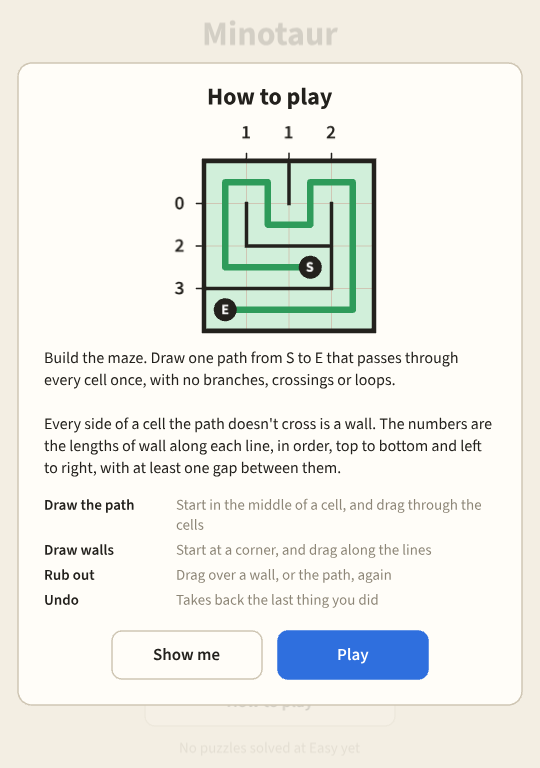 Minotaur
How to play
1 1 2
0
2
S
3
E
Build the maze. Draw one path from S to E that passes through
every cell once, with no branches, crossings or loops.
Every side of a cell the path doesn't cross is a wall. The numbers are
the lengths of wall along each line, in order, top to bottom and left
to right, with at least one gap between them.
Draw the path Start in the middle of a cell, and drag through the
cells
Draw walls Start at a corner, and drag along the lines
Rub out Drag over a wall, or the path, again
Undo Takes back the last thing you did
Show me Play
How to play
No puzzles solved at Easy yet